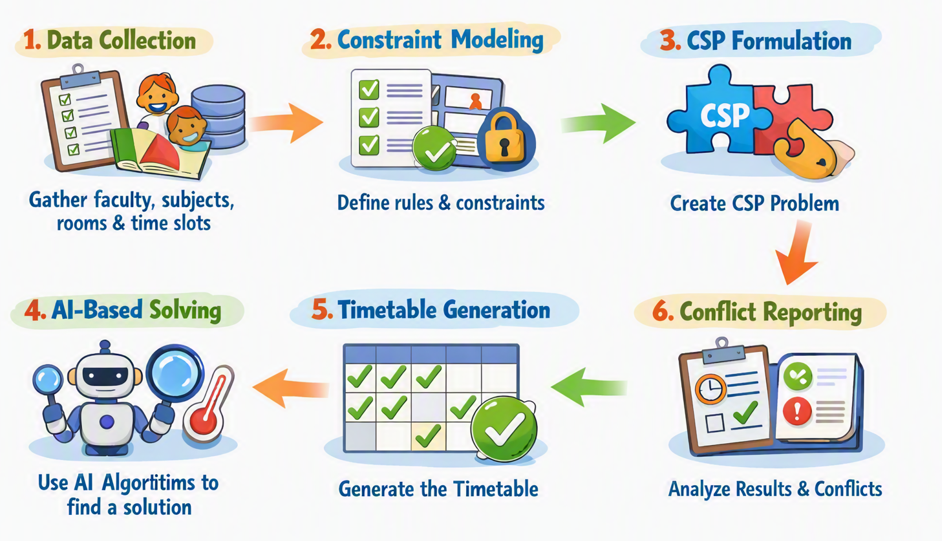 1. Data Collection
Gather faculty, subjects,
rooms & time slots
2. Constraint Modeling
Define rules & constraints
3. CSP Formulation
CSP
Create CSP Problem
4. AI-Based Solving
Use AI Algoritims to
find a solution
5. Timetable Generation
Generate the Timetable
6. Conflict Reporting
Analyze Results & Conflicts